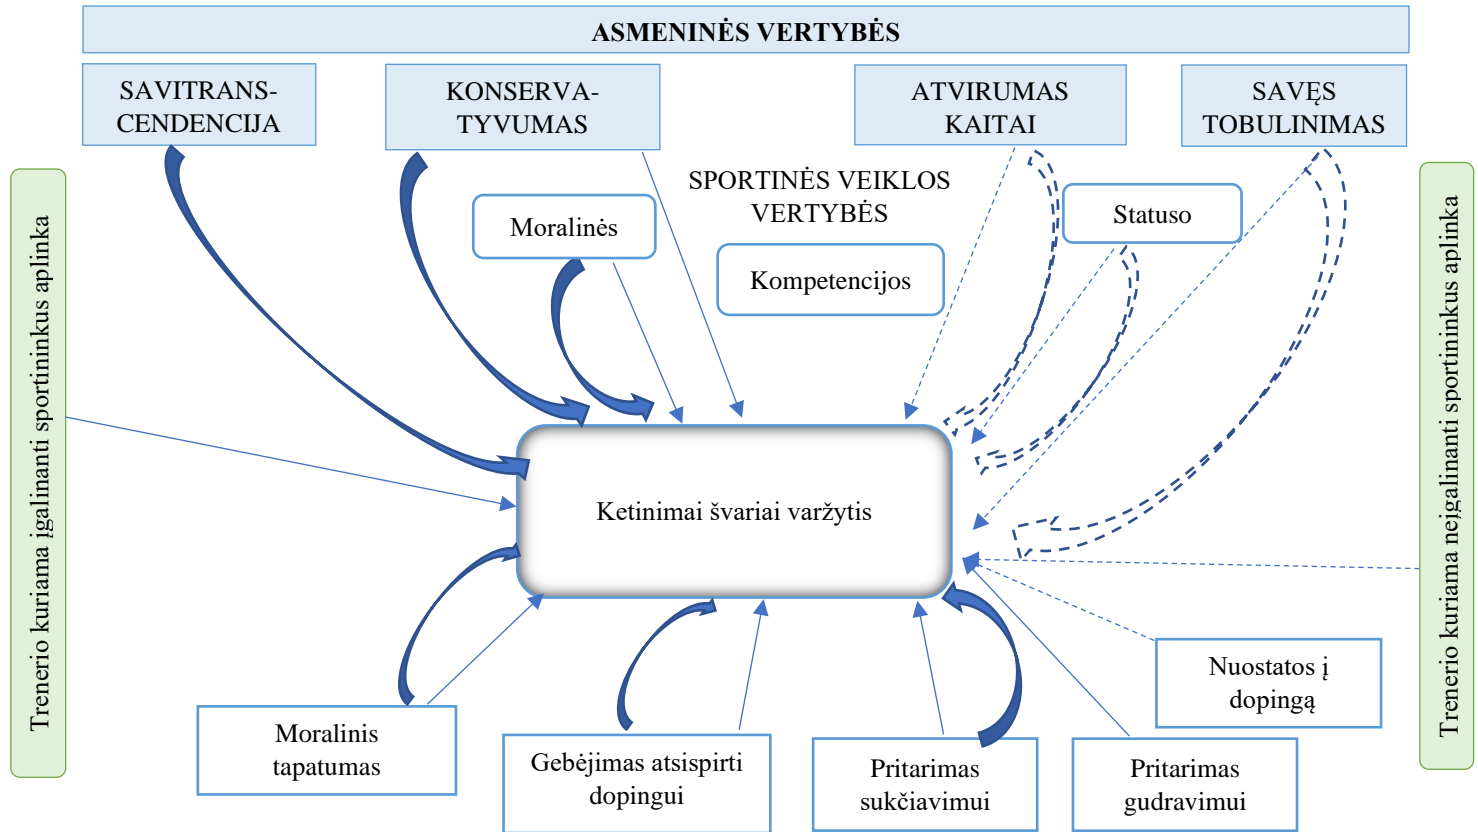 ASMENINĖS VERTYBĖS
SAVITRANS-
CENDENCIJA
KONSERVA-
TYVUMAS
ATVIRUMAS
KAITAI
SAVĘS
TOBULINIMAS
SPORTINĖS VEIKLOS
VERTYBĖS
Moralinės
Kompetencijos
Statuso
Trenerio kuriama įgalinanti sportininkus aplinka
Trenerio kuriama neįgalinanti sportininkus aplinka
Ketinimai švariai varžytis
Moralinis
tapatumas
Gebėjimas atsispirti
dopingui
Pritarimas
sukčiavimui
Pritarimas
gudravimui
Nuostatos į
dopingą